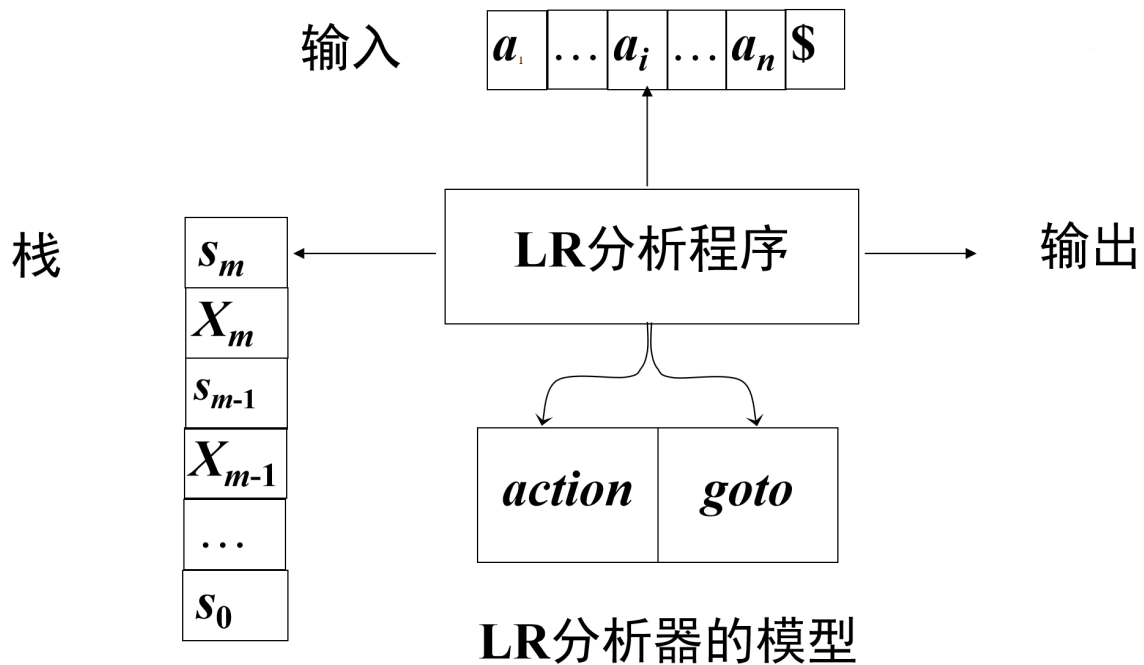 输入 a1 … ai … an $
栈
sm
Xm
sm-1
Xm-1
…
s0
LR分析程序
输出
action goto
LR分析器的模型